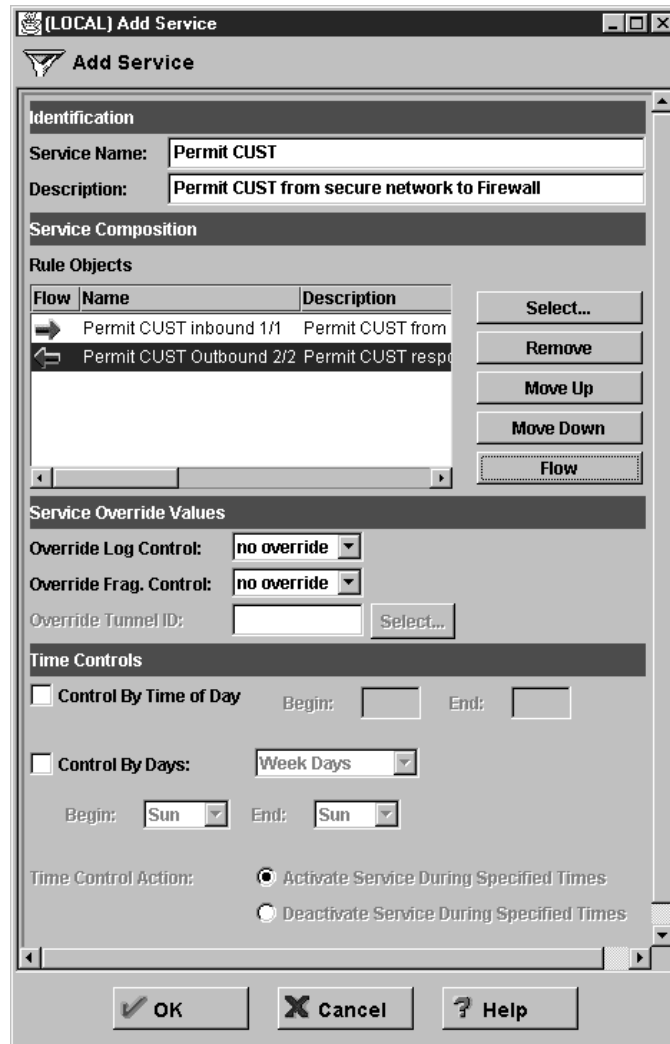 (LOCAL) Add Service
Add Service
Identification
Service Name: Permit CUST
Description: Permit CUST from secure network to Firewall
Service Composition
Rule Objects
Flow Name Description
Permit CUST inbound 1/1 Permit CUST from
Permit CUST Outbound 2/2 Permit CUST respo
Select...
Remove
Move Up
Move Down
Flow
Service Override Values
Override Log Control: no override
Override Frag. Control: no override
Override Tunnel ID: Select...
Time Controls
Control By Time of Day Begin: End:
Control By Days: Week Days
Begin: Sun End: Sun
Time Control Action: Activate Service During Specified Times
Deactivate Service During Specified Times
OK Cancel Help